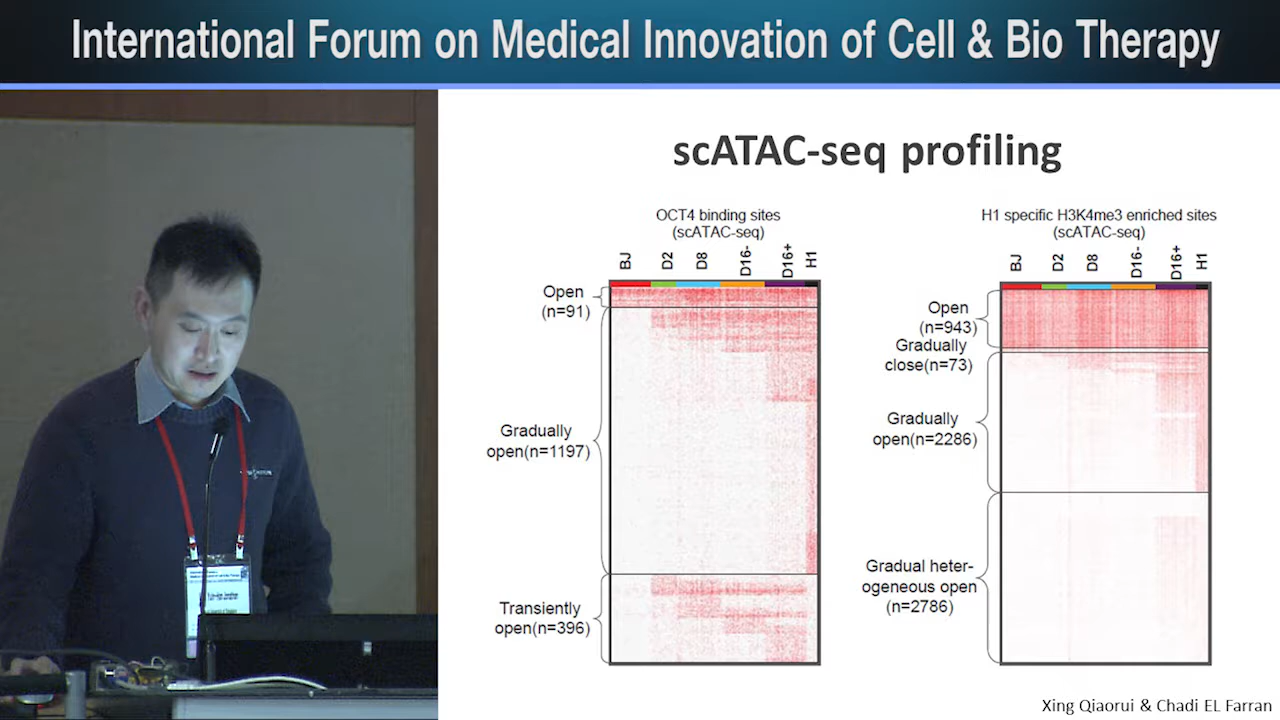 International Forum on Medical Innovation of Cell & Bio Therapy
scATAC-seq profiling
OCT4 binding sites
(scATAC-seq)
BJ
D2
D8
D16-
D16+
H1
Open
(n=91)
Gradually
open(n=1197)
Transiently
open(n=396)
H1 specific H3K4me3 enriched sites
(scATAC-seq)
BJ
D2
D8
D16-
D16+
H1
Open
(n=943)
Gradually
close(n=73)
Gradually
open(n=2286)
Gradual heter-
ogeneous open
(n=2786)
Xing Qiaorui & Chadi EL Farran